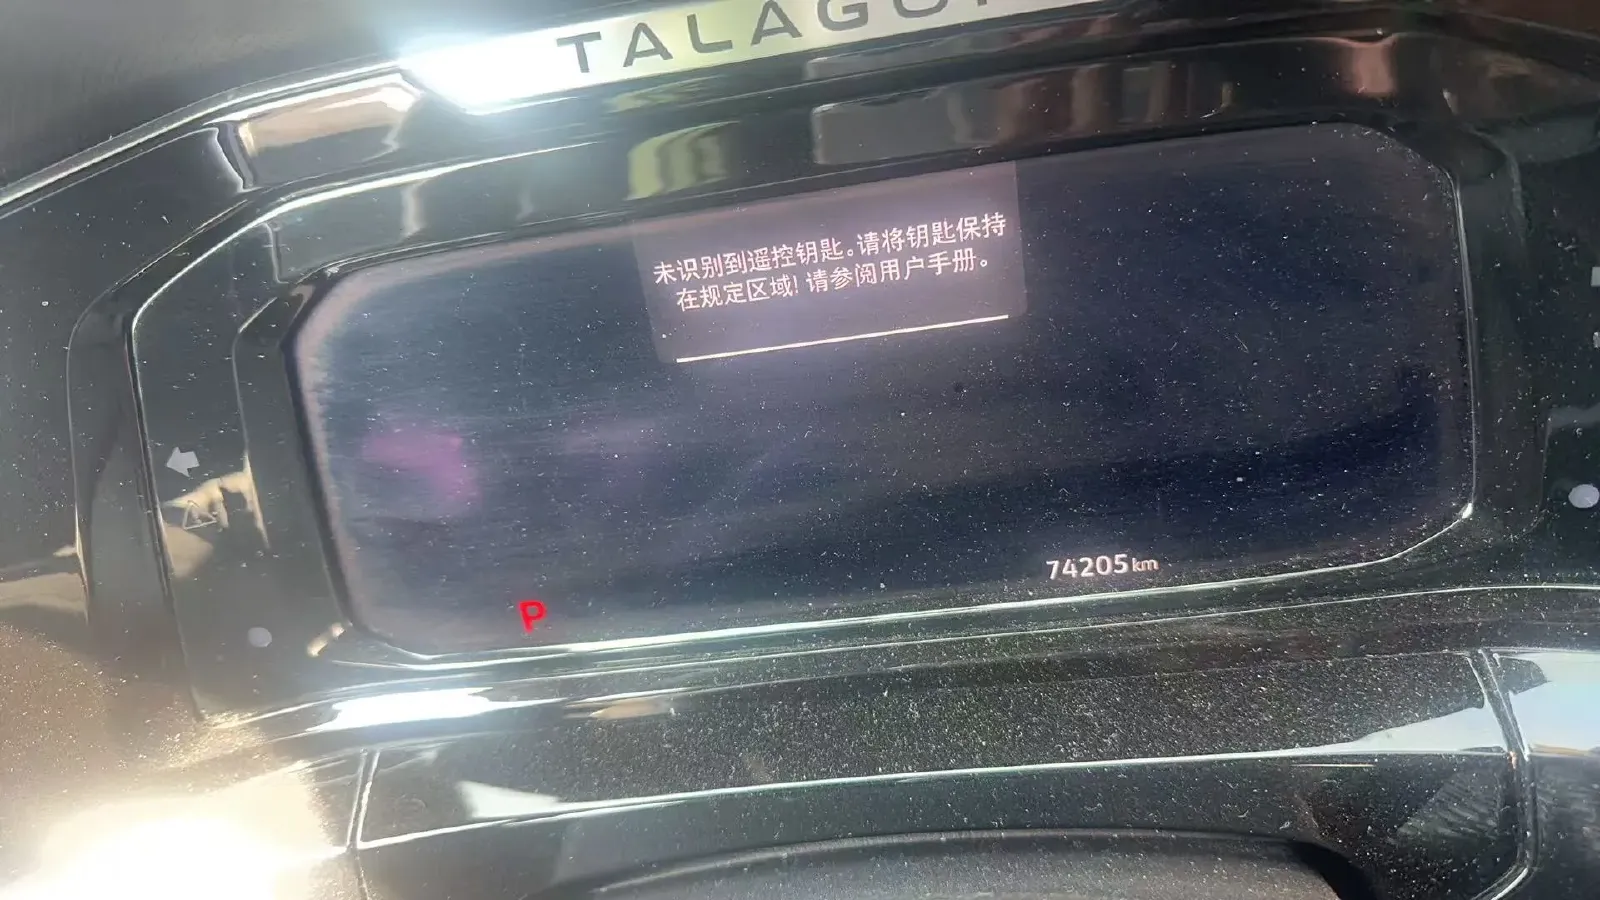 TALAGO
未识别到遥控钥匙。请将钥匙保持
在规定区域! 请参阅用户手册。
74205km
P